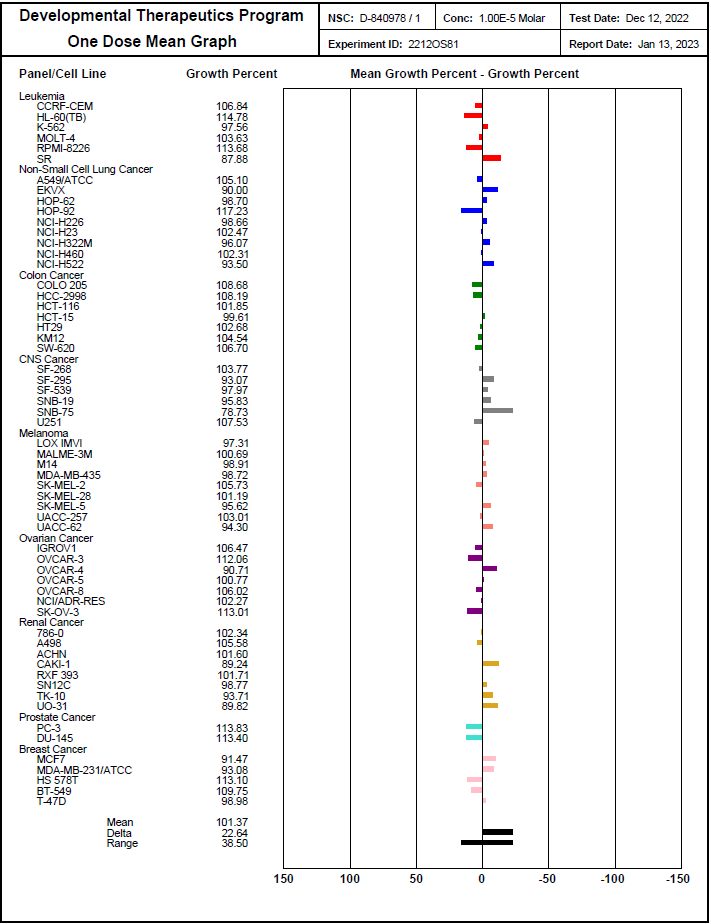 Developmental Therapeutics Program
One Dose Mean Graph
NSC: D-840978 / 1 Conc: 1.00E-5 Molar Test Date: Dec 12, 2022
Experiment ID: 2212OS81 Report Date: Jan 13, 2023
Panel/Cell Line Growth Percent Mean Growth Percent - Growth Percent
Leukemia
CCRF-CEM 106.84
HL-60(TB) 114.78
K-562 97.56
MOLT-4 103.63
RPMI-8226 113.68
SR 87.88
Non-Small Cell Lung Cancer
A549/ATCC 105.10
EKVX 90.00
HOP-62 98.70
HOP-92 117.23
NCI-H226 98.66
NCI-H23 102.47
NCI-H322M 96.07
NCI-H460 102.31
NCI-H522 93.50
Colon Cancer
COLO 205 108.68
HCC-2998 108.19
HCT-116 101.85
HCT-15 99.61
HT29 102.68
KM12 104.54
SW-620 106.70
CNS Cancer
SF-268 103.77
SF-295 93.07
SF-539 97.97
SNB-19 95.83
SNB-75 78.73
U251 107.53
Melanoma
LOX IMVI 97.31
MALME-3M 100.69
M14 98.91
MDA-MB-435 98.72
SK-MEL-2 105.73
SK-MEL-28 101.19
SK-MEL-5 95.62
UACC-257 103.01
UACC-62 94.30
Ovarian Cancer
IGROV1 106.47
OVCAR-3 112.06
OVCAR-4 90.71
OVCAR-5 100.77
OVCAR-8 106.02
NCI/ADR-RES 102.27
SK-OV-3 113.01
Renal Cancer
786-0 102.34
A498 105.58
ACHN 101.60
CAKI-1 89.24
RXF 393 101.71
SN12C 98.77
TK-10 93.71
UO-31 89.82
Prostate Cancer
PC-3 113.83
DU-145 113.40
Breast Cancer
MCF7 91.47
MDA-MB-231/ATCC 93.08
HS 578T 113.10
BT-549 109.75
T-47D 98.98
Mean 101.37
Delta 22.64
Range 38.50
150 100 50 0 -50 -100 -150